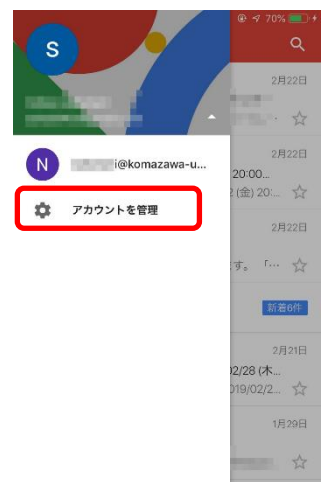 70%
S
2月22日
N
i@komazawa-u...
2月22日
20:00...
(金) 20:...
アカウントを管理
2月22日
す。「…
新着6件
2月21日
02/28 (木...
019/02/2...
1月29日